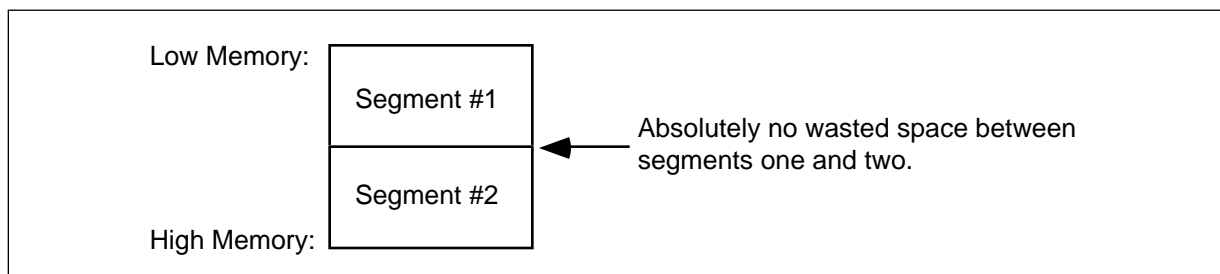 Low Memory:
Segment #1
Absolutely no wasted space between
segments one and two.
Segment #2
High Memory: